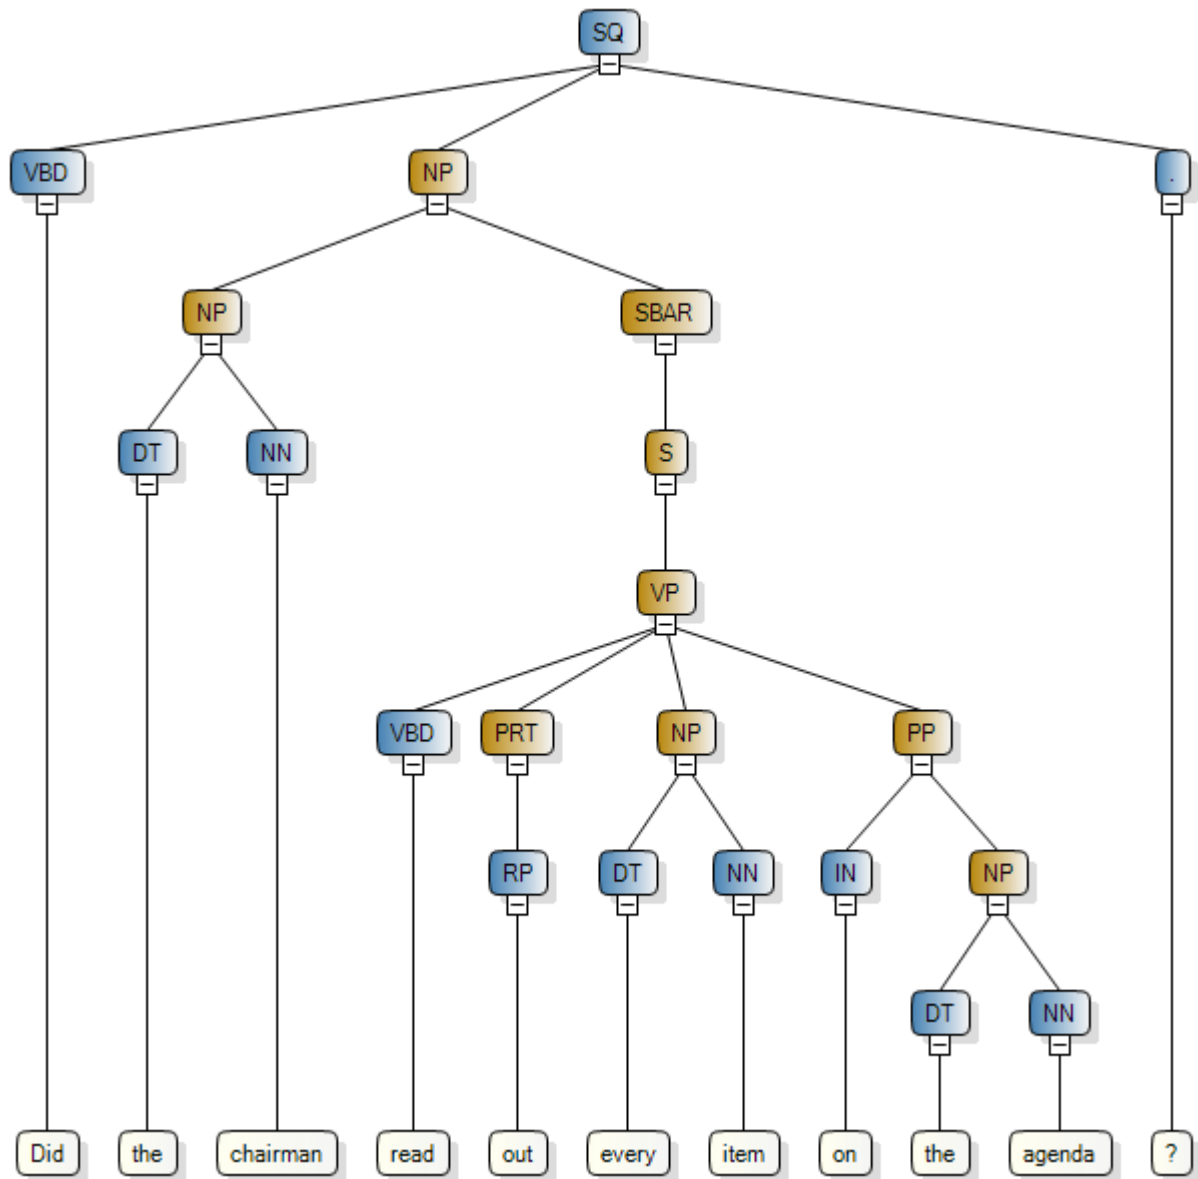 SQ
VBD NP .
NP SBAR
DT NN S
VP
VBD PRT NP PP
RP DT NN IN NP
DT NN
Did the chairman read out every item on the agenda ?